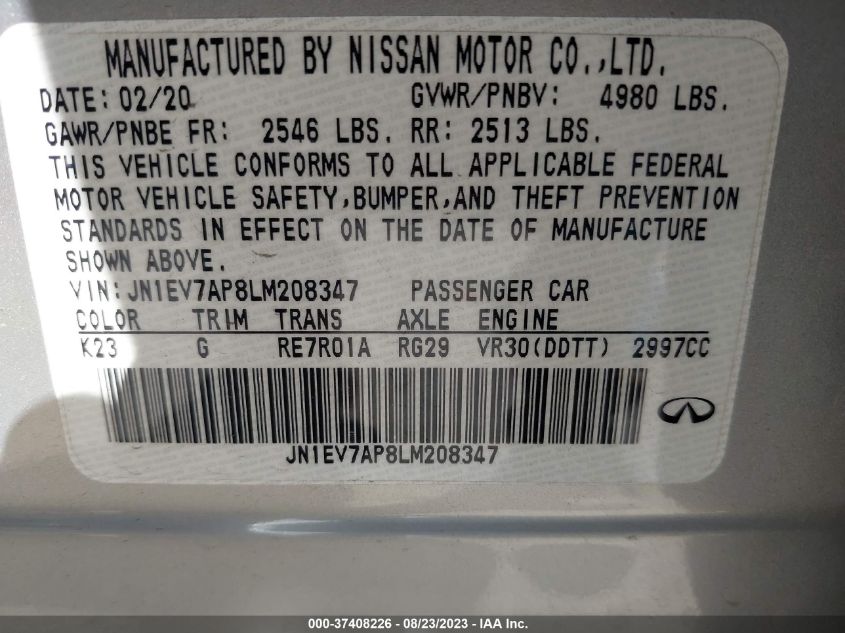 MANUFACTURED BY NISSAN MOTOR CO.,LTD.
DATE: 02/20 GVWR/PNBV: 4980 LBS.
GAWR/PNBE FR: 2546 LBS. RR: 2513 LBS.
THIS VEHICLE CONFORMS TO ALL APPLICABLE FEDERAL
MOTOR VEHICLE SAFETY,BUMPER,AND THEFT PREVENTION
STANDARDS IN EFFECT ON THE DATE OF MANUFACTURE
SHOWN ABOVE.
VIN:JN1EV7AP8LM208347 PASSENGER CAR
COLOR TRIM TRANS AXLE ENGINE
K23 G RE7R01A RG29 VR30(DDTT) 2997CC
JN1EV7AP8LM208347
000-37408226 - 08/23/2023 - IAA Inc.